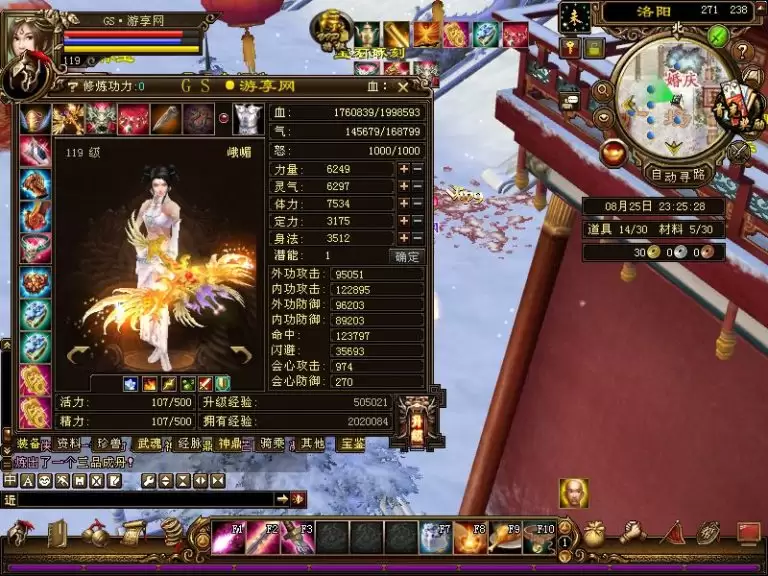 GS·游享网
119
洛阳 271 238
北
婚庆
自动寻路
08月25日 23:25:28
道具 14/30 材料 5/30
30 0 0
? 修炼功力:0 GS ●游享网 血: ×
119 级 峨嵋
血: 1760839/1998593
气: 145679/168799
怒: 1000/1000
力量: 6249
灵气: 6297
体力: 7534
定力: 3175
身法: 3512
潜能: 1 确定
外功攻击: 95051
内功攻击: 122895
外功防御: 96203
内功防御: 89203
命中: 123797
闪避: 35693
会心攻击: 974
会心防御: 270
活力: 107/500 升级经验: 505021
精力: 107/500 拥有经验: 2020084
升级
装备 资料 珍兽 武魂 经脉 神鼎 骑乘 其他 宝鉴
炼出了一个三品成丹!
中 A
近
F1 F2 F3 F7 F8 F9 F10
1